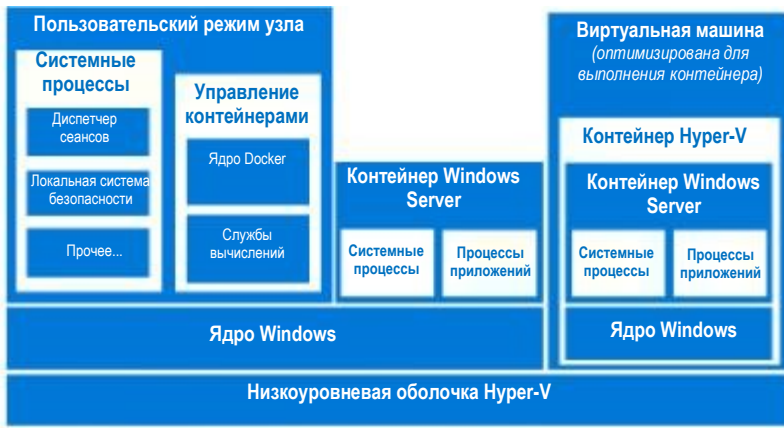 Пользовательский режим узла
Системные
процессы
Диспетчер
сеансов
Локальная система
безопасности
Прочее...
Управление
контейнерами
Ядро Docker
Службы
вычислений
Контейнер Windows
Server
Системные
процессы
Процессы
приложений
Ядро Windows
Виртуальная машина
(оптимизирована для
выполнения контейнера)
Контейнер Hyper-V
Контейнер Windows
Server
Системные
процессы
Процессы
приложений
Ядро Windows
Низкоуровневая оболочка Hyper-V